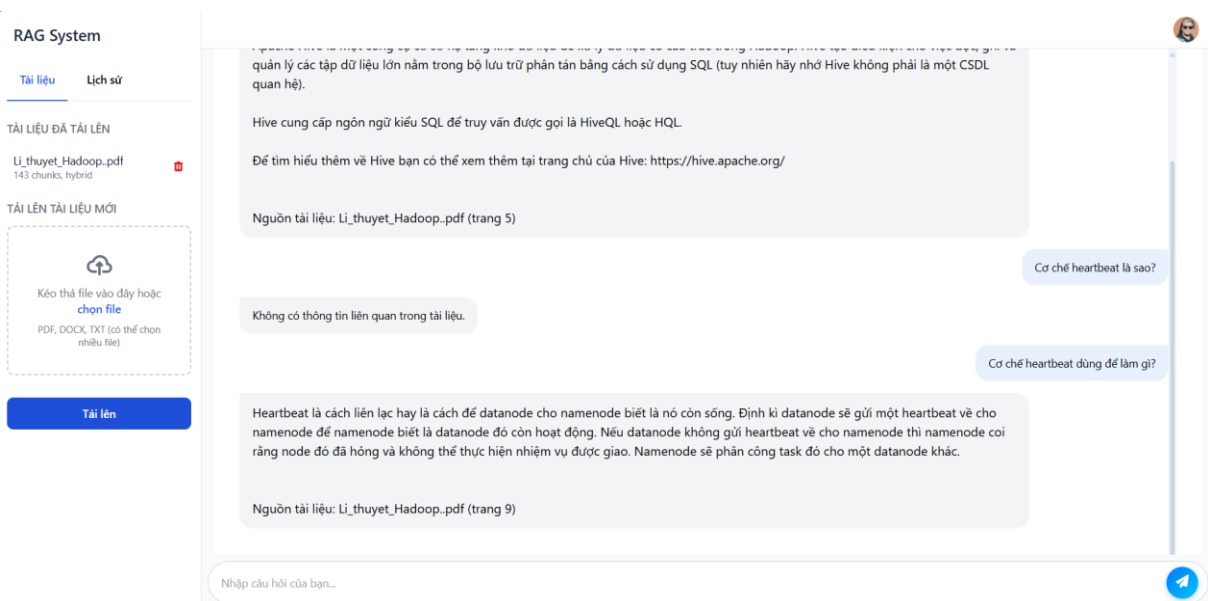 RAG System
Tài liệu
Lịch sử
TÀI LIỆU ĐÃ TẢI LÊN
Li_thuyet_Hadoop..pdf
143 chunks, hybrid
TẢI LÊN TÀI LIỆU MỚI
Kéo thả file vào đây hoặc
chọn file
PDF, DOCX, TXT (có thể chọn
nhiều file)
Tải lên
quản lý các tập dữ liệu lớn nằm trong bộ lưu trữ phân tán bằng cách sử dụng SQL (tuy nhiên hãy nhớ Hive không phải là một CSDL
quan hệ).
Hive cung cấp ngôn ngữ kiểu SQL để truy vấn được gọi là HiveQL hoặc HQL.
Để tìm hiểu thêm về Hive bạn có thể xem thêm tại trang chủ của Hive: https://hive.apache.org/
Nguồn tài liệu: Li_thuyet_Hadoop..pdf (trang 5)
Cơ chế heartbeat là sao?
Không có thông tin liên quan trong tài liệu.
Cơ chế heartbeat dùng để làm gì?
Heartbeat là cách liên lạc hay là cách để datanode cho namenode biết là nó còn sống. Định kì datanode sẽ gửi một heartbeat về cho
namenode để namenode biết là datanode đó còn hoạt động. Nếu datanode không gửi heartbeat về cho namenode thì namenode coi
rằng node đó đã hỏng và không thể thực hiện nhiệm vụ được giao. Namenode sẽ phân công task đó cho một datanode khác.
Nguồn tài liệu: Li_thuyet_Hadoop..pdf (trang 9)
Nhập câu hỏi của bạn...